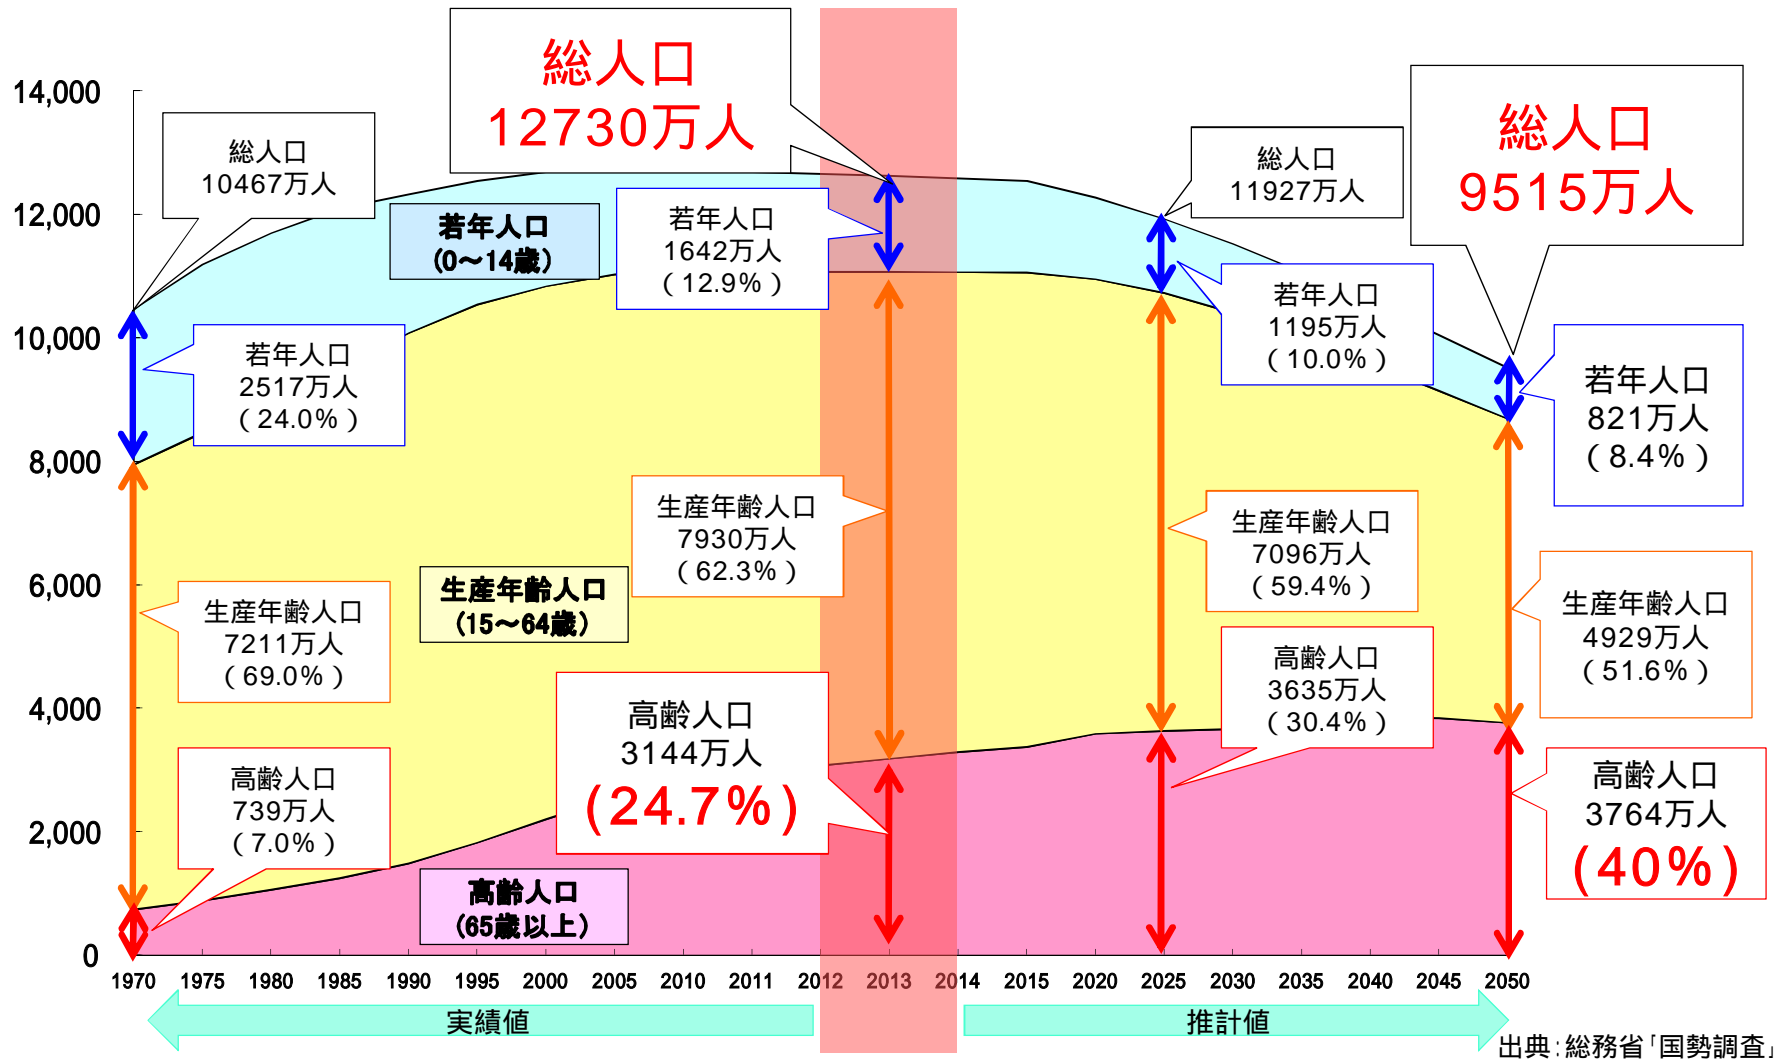 総人口
12730万人
総人口
10467万人
総人口
11927万人
総人口
9515万人
14,000
12,000
10,000
8,000
6,000
4,000
2,000
0
若年人口
(0～14歳)
若年人口
2517万人
(24.0%)
若年人口
1642万人
(12.9%)
若年人口
1195万人
(10.0%)
若年人口
821万人
(8.4%)
生産年齢人口
(15～64歳)
生産年齢人口
7211万人
(69.0%)
生産年齢人口
7930万人
(62.3%)
生産年齢人口
7096万人
(59.4%)
生産年齢人口
4929万人
(51.6%)
高齢人口
739万人
(7.0%)
高齢人口
3144万人
(24.7%)
高齢人口
3635万人
(30.4%)
高齢人口
3764万人
(40%)
高齢人口
(65歳以上)
1970 1975 1980 1985 1990 1995 2000 2005 2010 2011 2012 2013 2014 2015 2020 2025 2030 2035 2040 2045 2050
実績値
推計値
出典:総務省「国勢調査」